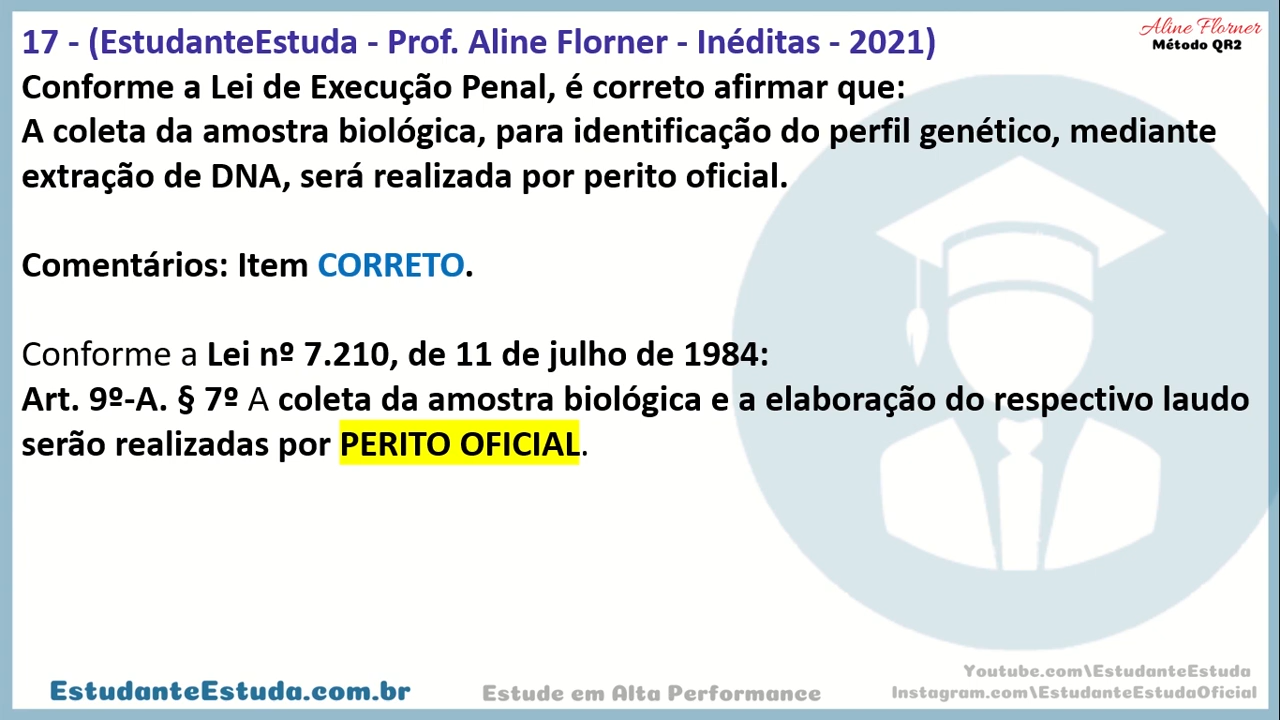 17 - (EstudanteEstuda - Prof. Aline Florner - Inéditas - 2021)
Aline Florner
Método QR2
Conforme a Lei de Execução Penal, é correto afirmar que:
A coleta da amostra biológica, para identificação do perfil genético, mediante
extração de DNA, será realizada por perito oficial.
Comentários: Item CORRETO.
Conforme a Lei nº 7.210, de 11 de julho de 1984:
Art. 9º-A. § 7º A coleta da amostra biológica e a elaboração do respectivo laudo
serão realizadas por PERITO OFICIAL.
EstudanteEstuda.com.br
Estude em Alta Performance
Youtube.com\EstudanteEstuda
Instagram.com\EstudanteEstudaOficial